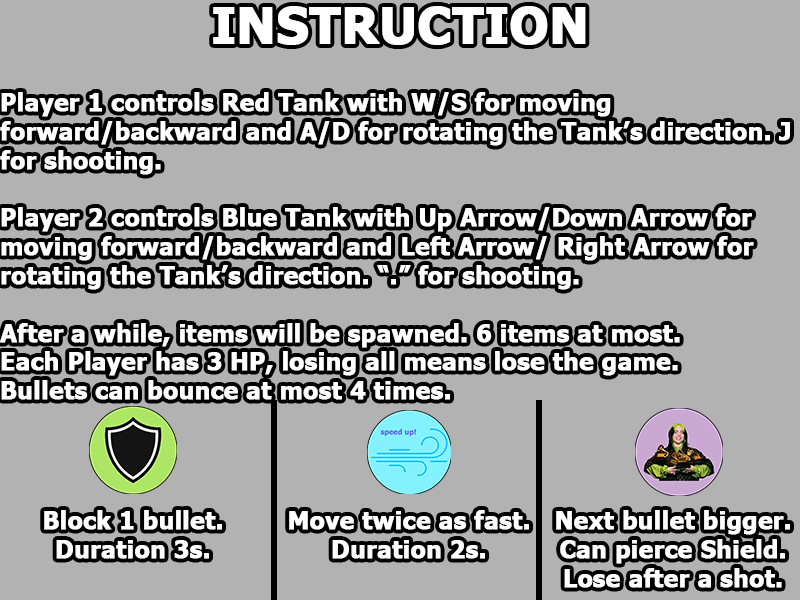 INSTRUCTION
Player 1 controls Red Tank with W/S for moving
forward/backward and A/D for rotating the Tank’s direction. J
for shooting.
Player 2 controls Blue Tank with Up Arrow/Down Arrow for
moving forward/backward and Left Arrow/ Right Arrow for
rotating the Tank’s direction. “.” for shooting.
After a while, items will be spawned. 6 items at most.
Each Player has 3 HP, losing all means lose the game.
Bullets can bounce at most 4 times.
speed up!
Block 1 bullet.
Duration 3s.
Move twice as fast.
Duration 2s.
Next bullet bigger.
Can pierce Shield.
Lose after a shot.